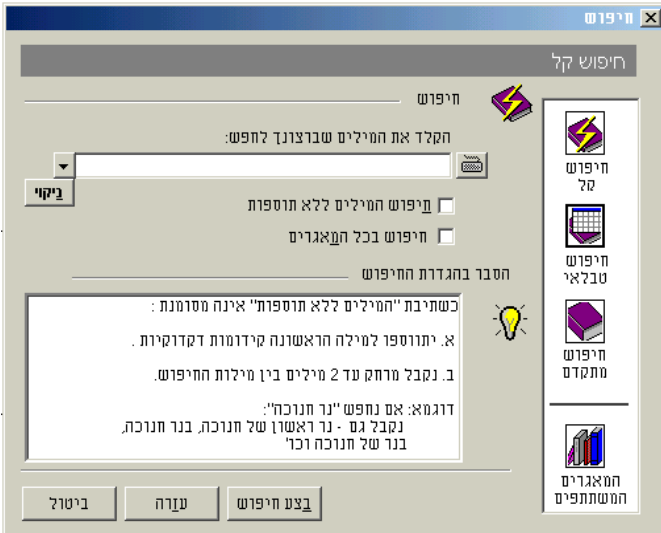 חיפוש
חיפוש קל
חיפוש
הקלד את המילים שברצונך לחפש:
ניקוי
חיפוש המילים ללא תוספות
חיפוש בכל המאגרים
הסבר בהגדרת החיפוש
כשתיבת "המילים ללא תוספות" אינה מסומנת :
א. יתווספו למילה הראשונה קידומות דקדוקיות .
ב. נקבל מרחק עד 2 מילים בין מילות החיפוש.
דוגמא: אם נחפש "נר חנוכה":
נקבל גם - נר ראשון של חנוכה, בנר חנוכה,
בנר של חנוכה וכו'
חיפוש
קל
חיפוש
טבלאי
חיפוש
מתקדם
המאגרים
המשתתפים
בצע חיפוש
עזרה
ביטול